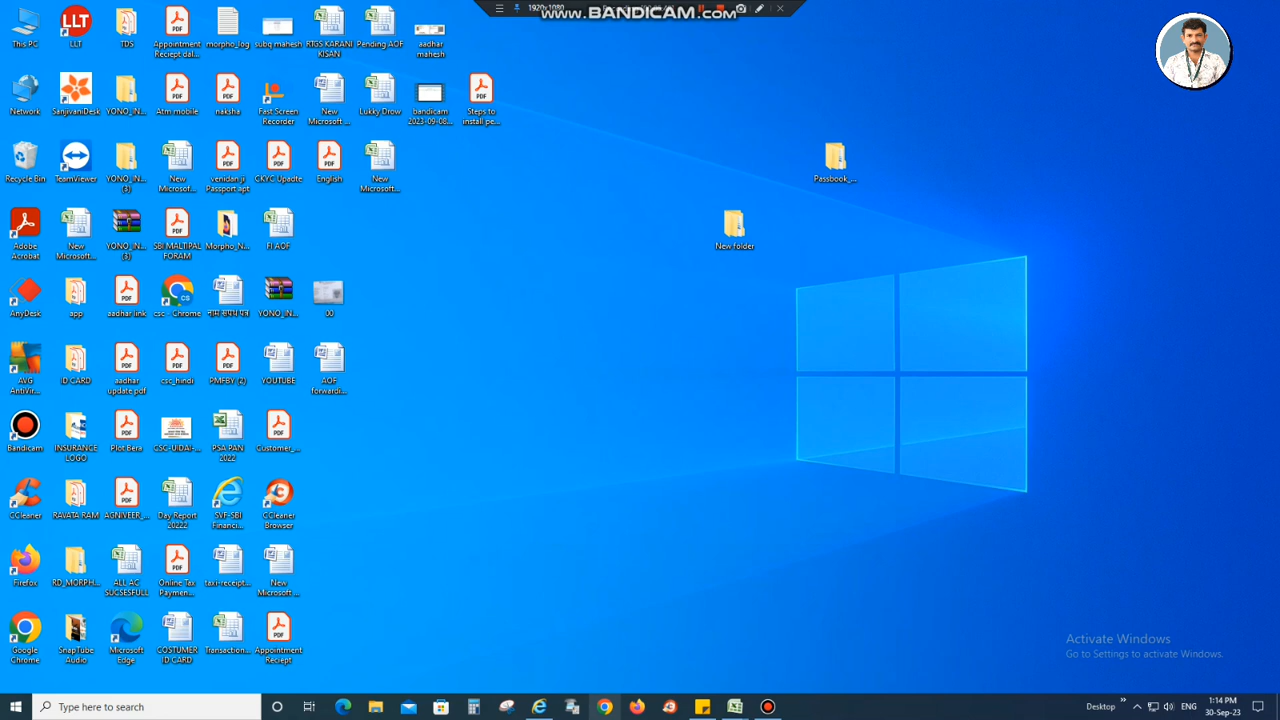 1920x1080
www.BANDICAM.com
This PC
LLT
TDS
Appointment
Reciept dal...
morpho_log
subq mahesh
RTGS KARANI
KISAN
Pending AOF
aadhar
mahesh
Network
SanjivaniDesk
YONO_IN...
Atm mobile
naksha
Fast Screen
Recorder
New
Microsoft ...
Lukky Drow
bandicam
2023-09-08...
Steps to
install pe...
Recycle Bin
TeamViewer
YONO_IN...
(3)
New
Microsof...
venidan ji
Passport apt
CKYC Upadte
English
New
Microsof...
Passbook_...
Adobe
Acrobat
New
Microsoft...
YONO_IN...
(3)
SBI MALTIPAL
FORAM
Morpho_N...
FI AOF
New folder
AnyDesk
app
aadhar link
csc - Chrome
नाम सपथ पत्र
YONO_IN...
00
AVG
AntiVir...
ID CARD
aadhar
update pdf
csc_hindi
PMFBY (2)
YOUTUBE
AOF
forwardi...
Bandicam
INSURANCE
LOGO
Plot Bera
CSC-UIDAI-...
PSA PAN
2022
Customer_...
CCleaner
RAVATA RAM
AGNIVEER_...
Day Report
20222
SVF-SBI
Financi...
CCleaner
Browser
Firefox
RD_MORPH...
ALL AC
SUCSESFULL
Online Tax
Paymen...
taxi-receipt...
New
Microsoft ...
Google
Chrome
SnapTube
Audio
Microsoft
Edge
COSTUMER
ID CARD
Transaction...
Appointment
Reciept
Activate Windows
Go to Settings to activate Windows.
Type here to search
Desktop
ENG
1:14 PM
30-Sep-23